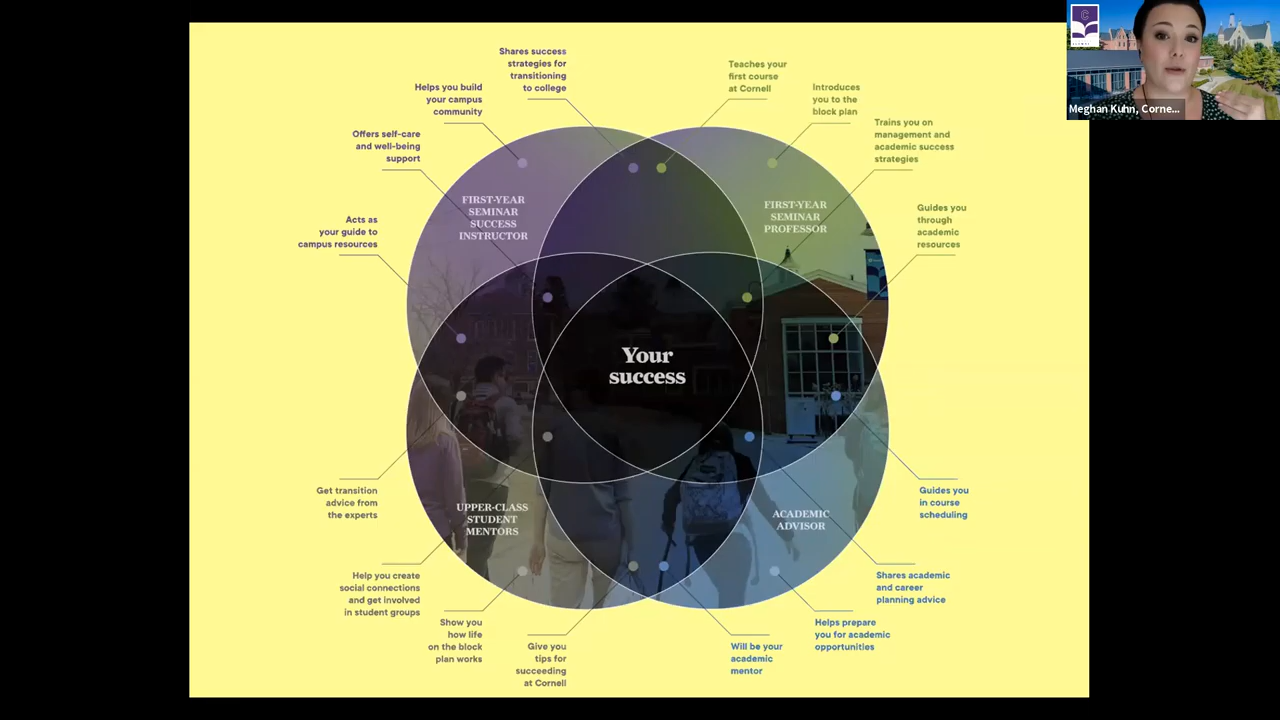 Shares success
strategies for
transitioning
to college
Teaches your
first course
at Cornell
Helps you build
your campus
community
Introduces
you to the
block plan
Offers self-care
and well-being
support
Trains you on
management and
academic success
strategies
Acts as
your guide to
campus resources
Guides you
through
academic
resources
FIRST-YEAR
SEMINAR
SUCCESS
INSTRUCTOR
FIRST-YEAR
SEMINAR
PROFESSOR
Your
success
UPPER-CLASS
STUDENT
MENTORS
ACADEMIC
ADVISOR
Get transition
advice from
the experts
Guides you
in course
scheduling
Help you create
social connections
and get involved
in student groups
Shares academic
and career
planning advice
Show you
how life
on the block
plan works
Helps prepare
you for academic
opportunities
Give you
tips for
succeeding
at Cornell
Will be your
academic
mentor
C
Meghan Kuhn, Corne...